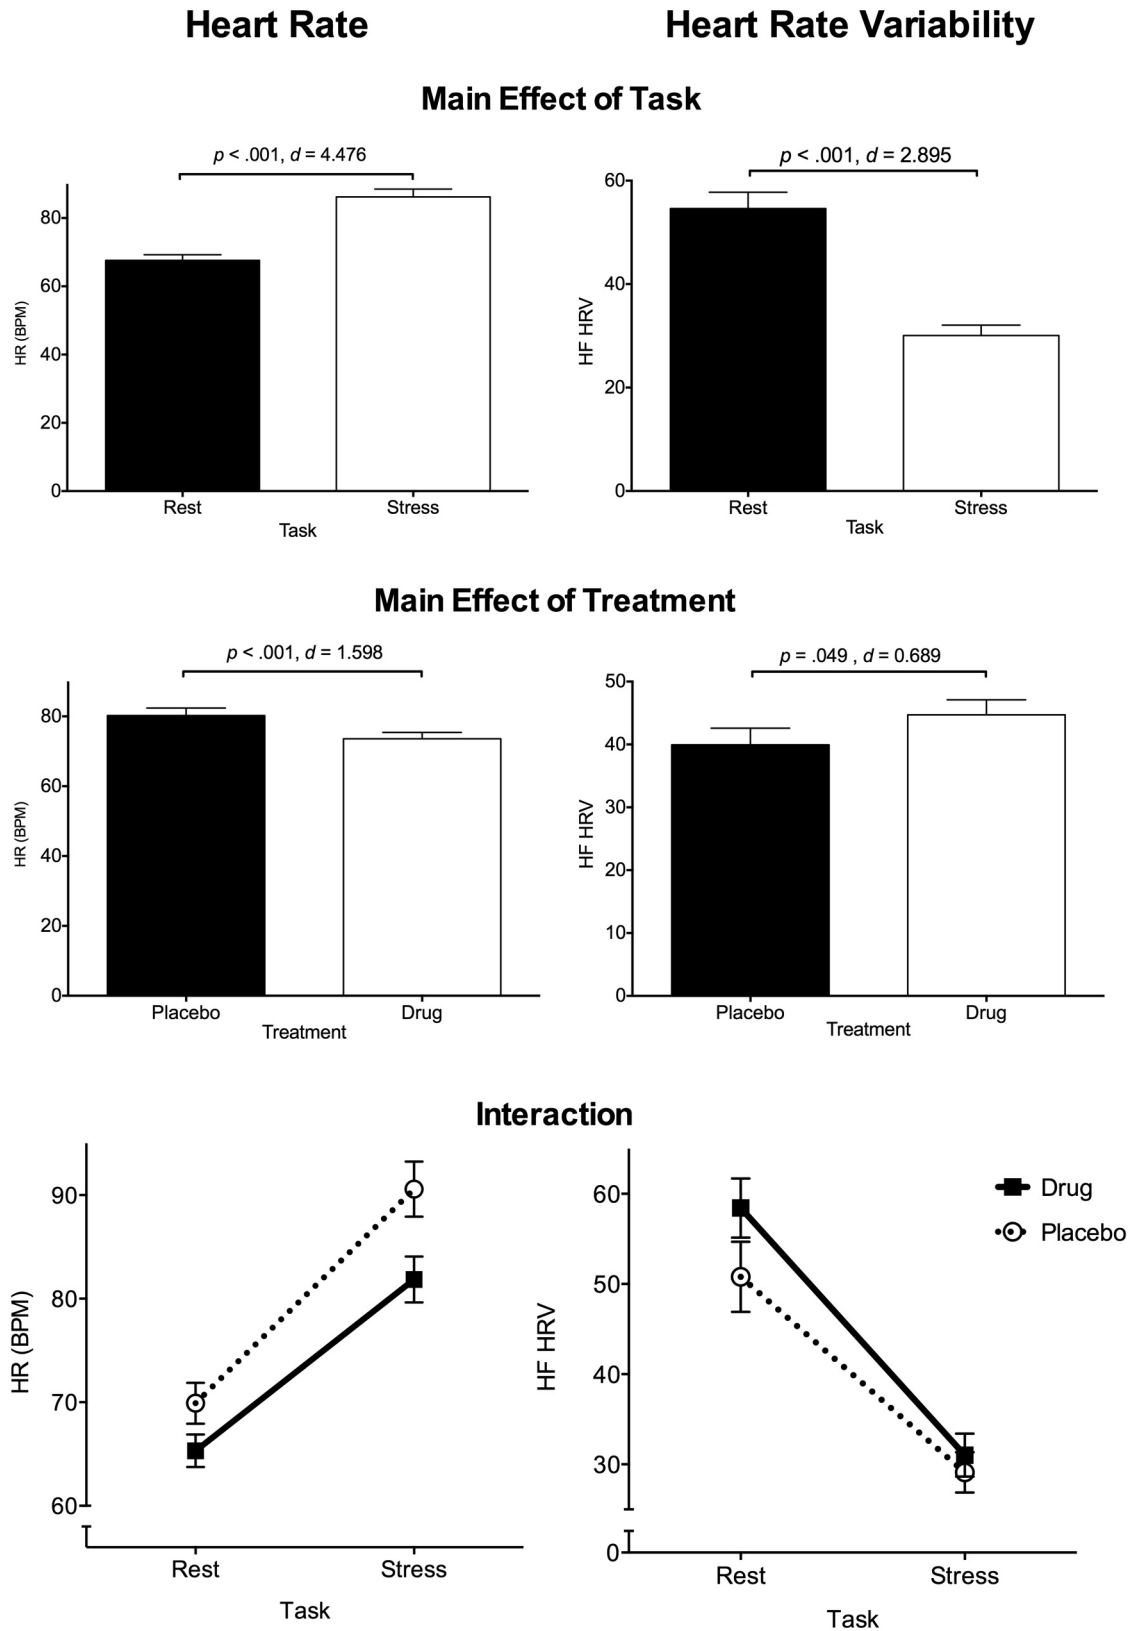 Heart Rate
Heart Rate Variability
Main Effect of Task
p < .001, d = 4.476
80
60
40
20
0
HR (BPM)
Rest
Stress
Task
p < .001, d = 2.895
60
40
20
0
HF HRV
Rest
Stress
Task
Main Effect of Treatment
p < .001, d = 1.598
80
60
40
20
0
HR (BPM)
Placebo
Drug
Treatment
p = .049 , d = 0.689
50
40
30
20
10
0
HF HRV
Placebo
Drug
Treatment
Interaction
90
80
70
60
HR (BPM)
Rest
Stress
Task
60
50
40
30
0
HF HRV
Rest
Stress
Task
Drug
Placebo